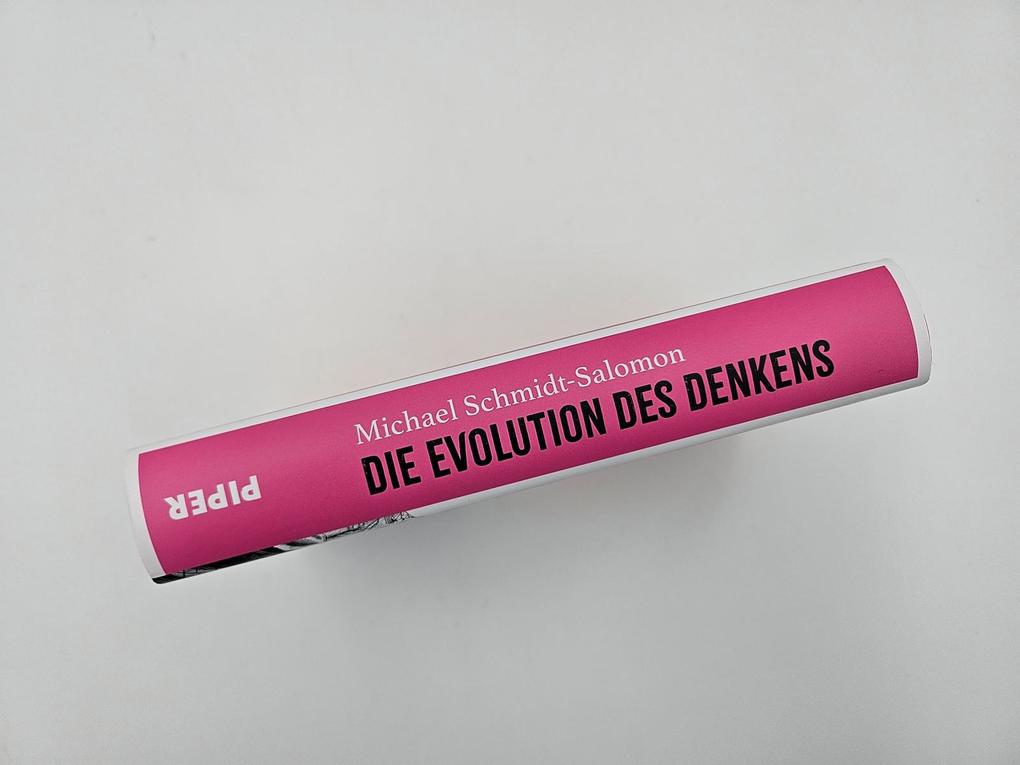 Michael Schmidt-Salomon
DIE EVOLUTION DES DENKENS
PIPER